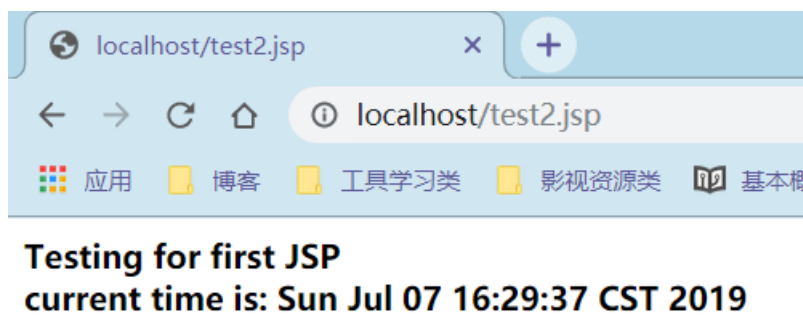 localhost/test2.jsp
localhost/test2.jsp
应用 博客 工具学习类 影视资源类 基本概
Testing for first JSP
current time is: Sun Jul 07 16:29:37 CST 2019